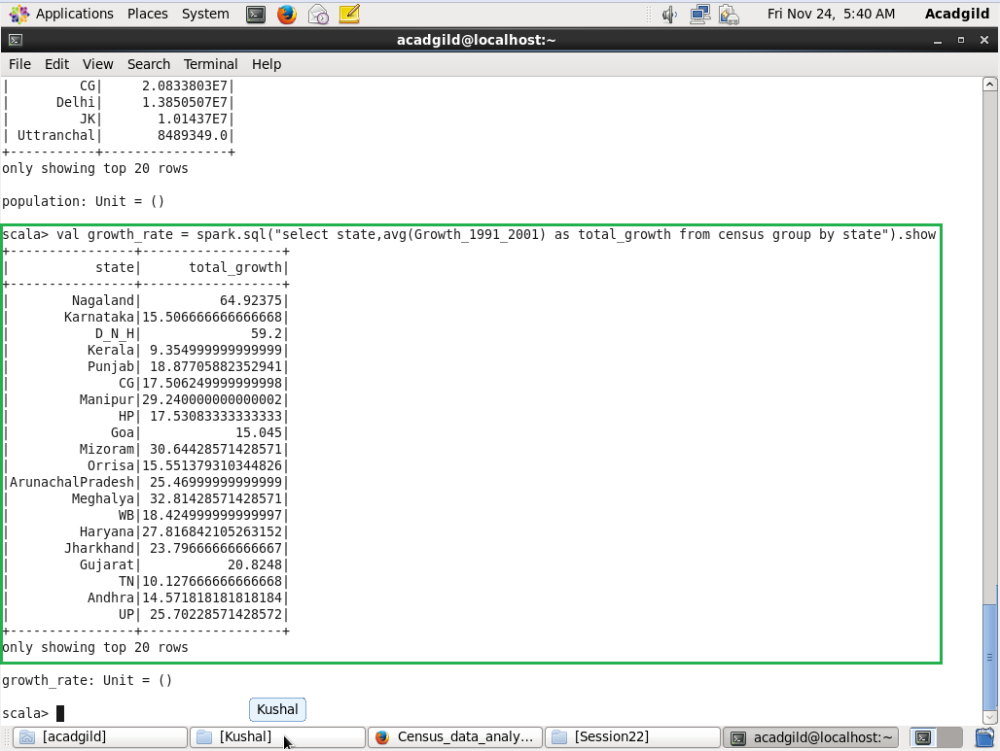 Applications Places System Fri Nov 24, 5:40 AM Acadgild
acadgild@localhost:~
File Edit View Search Terminal Help
|         CG|     2.0833803E7|
|      Delhi|     1.3850507E7|
|         JK|       1.01437E7|
| Uttranchal|       8489349.0|
+-----------+----------------+
only showing top 20 rows
population: Unit = ()
scala> val growth_rate = spark.sql("select state,avg(Growth_1991_2001) as total_growth from census group by state").show
+----------------+------------------+
|           state|      total_growth|
+----------------+------------------+
|        Nagaland|          64.92375|
|       Karnataka|15.506666666666668|
|           D_N_H|              59.2|
|          Kerala| 9.354999999999999|
|          Punjab| 18.87705882352941|
|              CG|17.506249999999998|
|         Manipur|29.240000000000002|
|              HP| 17.53083333333333|
|             Goa|            15.045|
|         Mizoram| 30.64428571428571|
|          Orrisa|15.551379310344826|
|ArunachalPradesh| 25.46999999999999|
|        Meghalya| 32.81428571428571|
|              WB|18.424999999999997|
|         Haryana|27.816842105263152|
|       Jharkhand| 23.79666666666667|
|         Gujarat|           20.8248|
|              TN|10.127666666666668|
|          Andhra|14.571818181818184|
|              UP| 25.70228571428572|
+----------------+------------------+
only showing top 20 rows
growth_rate: Unit = ()
scala>
Kushal
[acadgild] [Kushal] Census_data_analy... [Session22] acadgild@localhost:~